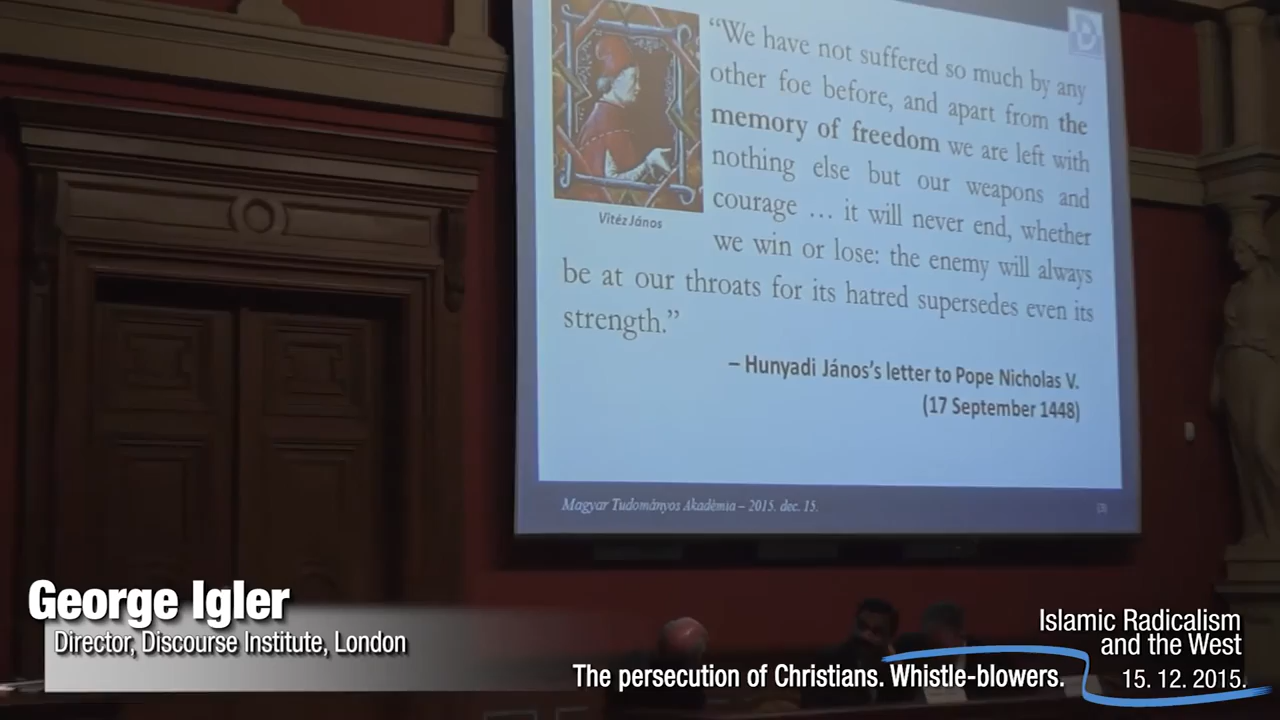 “We have not suffered so much by any
other foe before, and apart from the
memory of freedom we are left with
nothing else but our weapons and
courage … it will never end, whether
we win or lose: the enemy will always
be at our throats for its hatred supersedes even its
strength.”
Vitéz János
– Hunyadi János’s letter to Pope Nicholas V.
(17 September 1448)
Magyar Tudományos Akadémia – 2015. dec. 15.
George Igler
Director, Discourse Institute, London
Islamic Radicalism
and the West
The persecution of Christians. Whistle-blowers.
15. 12. 2015.